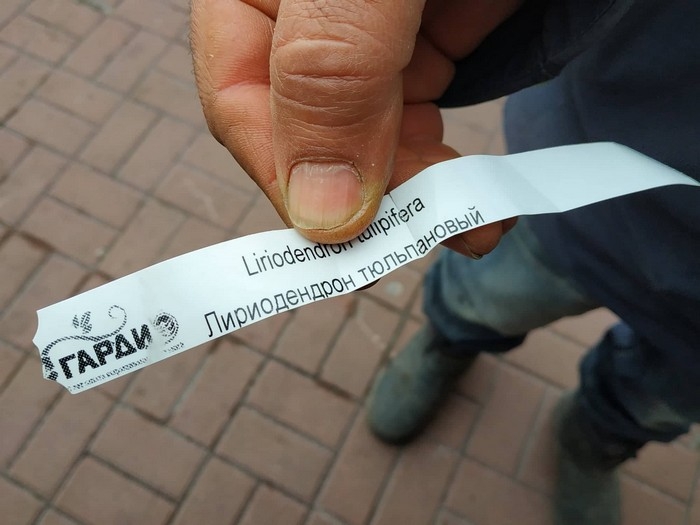 Liriodendron tulipifera
Лириодендрон тюльпановый
ГАРДИ